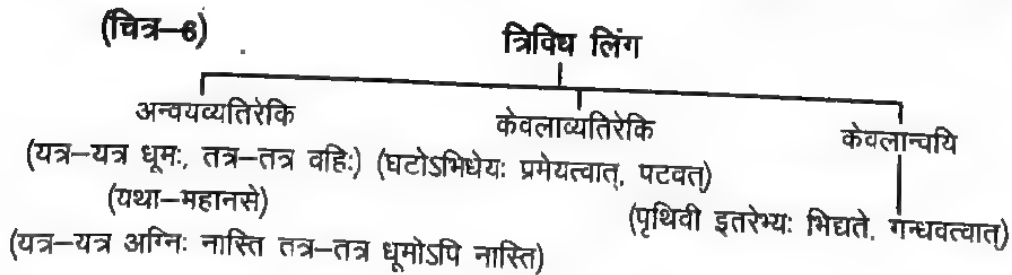 (चित्र–6)
त्रिविध लिंग
अन्वयव्यतिरेकि केवलाव्यतिरेकि केवलान्वयि
(यत्र–यत्र धूमः, तत्र–तत्र वहिः) (घटोऽभिधेयः प्रमेयत्वात्, पटवत्)
(यथा–महानसे) (पृथिवी इतरेभ्यः भिद्यते, गन्धवत्वात्)
(यत्र–यत्र अग्निः नास्ति तत्र–तत्र धूमोऽपि नास्ति)